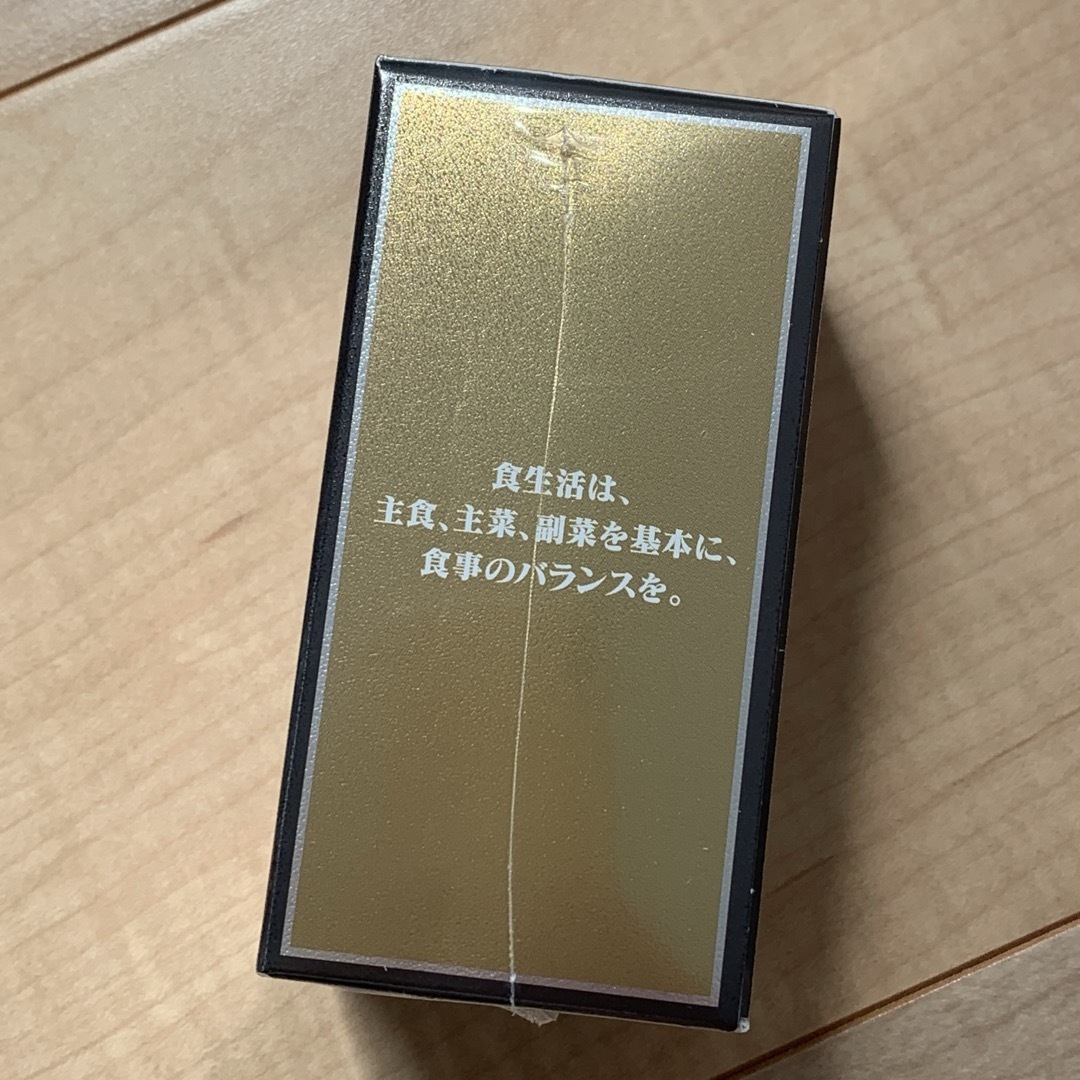 食生活は、
主食、主菜、副菜を基本に、
食事のバランスを。